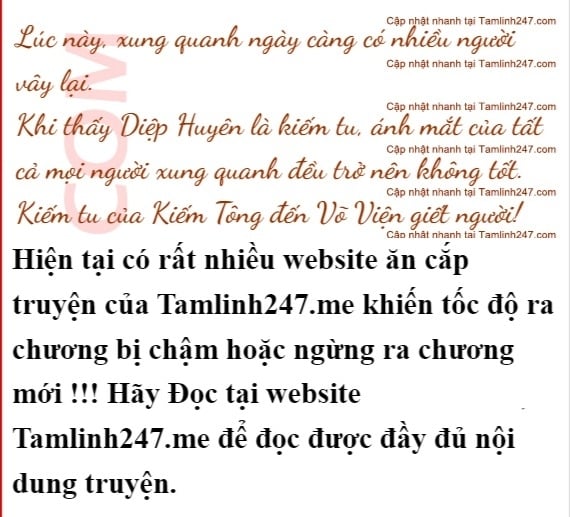 Cập nhật nhanh tại Tamlinh247.com
Lúc này, xung quanh ngày càng có nhiều người
Cập nhật nhanh tại Tamlinh247.com
vây lại.
Cập nhật nhanh tại Tamlinh247.com
Khi thấy Diệp Huyên là kiếm tu, ánh mắt của tất
Cập nhật nhanh tại Tamlinh247.com
cả mọi người xung quanh đều trở nên không tốt.
Cập nhật nhanh tại Tamlinh247.com
Kiếm tu của Kiếm Tông đến Võ Viện giết người!
Cập nhật nhanh tại Tamlinh247.com
COM
Hiện tại có rất nhiều website ăn cắp
truyện của Tamlinh247.me khiến tốc độ ra
chương bị chậm hoặc ngừng ra chương
mới !!! Hãy Đọc tại website
Tamlinh247.me để đọc được đầy đủ nội
dung truyện.